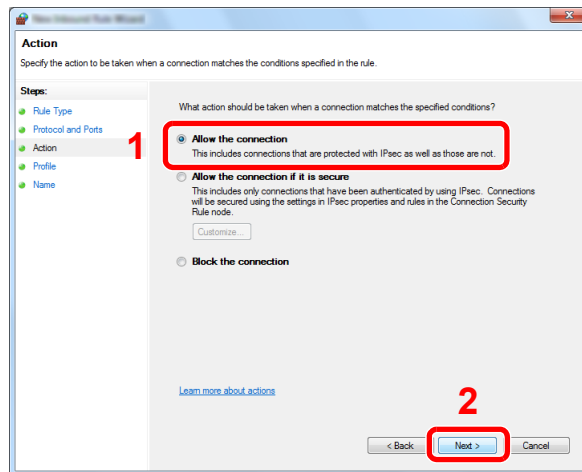 New Inbound Rule Wizard
Action
Specify the action to be taken when a connection matches the conditions specified in the rule.
Steps:
Rule Type
Protocol and Ports
Action
Profile
Name
What action should be taken when a connection matches the specified conditions?
1
Allow the connection
This includes connections that are protected with IPsec as well as those are not.
Allow the connection if it is secure
This includes only connections that have been authenticated by using IPsec. Connections
will be secured using the settings in IPsec properties and rules in the Connection Security
Rule node.
Customize...
Block the connection
Learn more about actions
2
< Back
Next >
Cancel